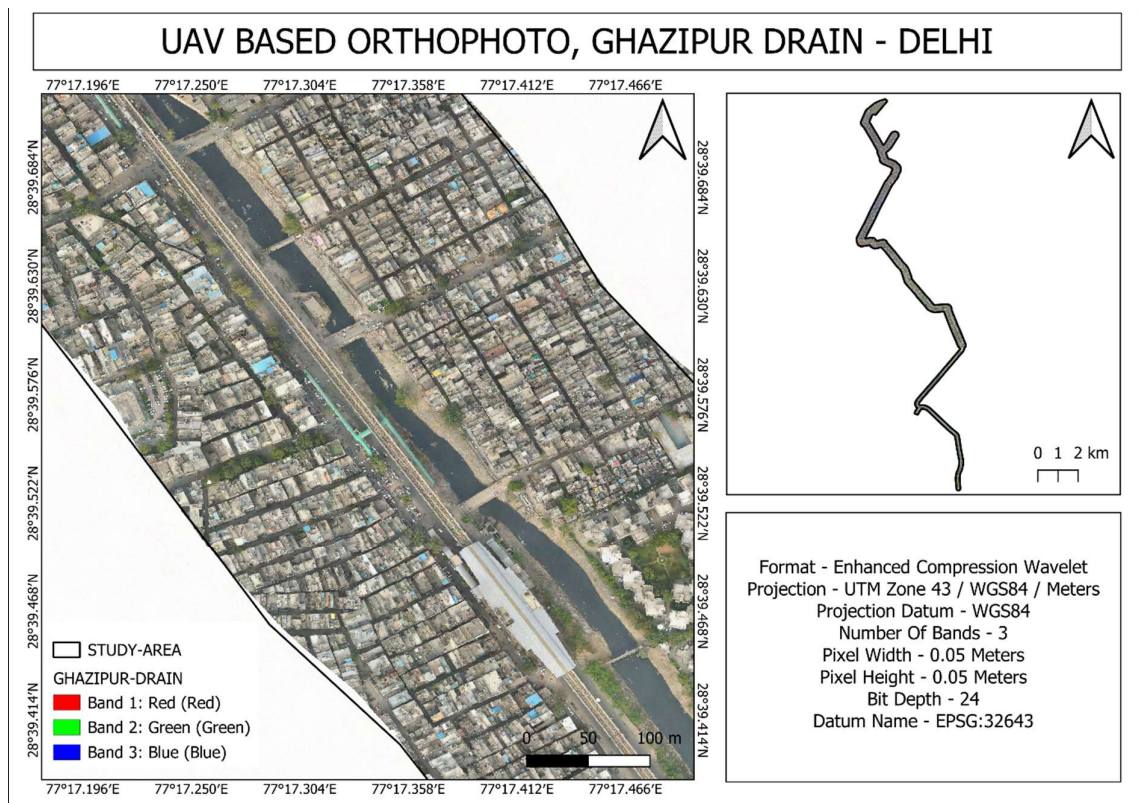 UAV BASED ORTHOPHOTO, GHAZIPUR DRAIN - DELHI
77°17.196′E 77°17.250′E 77°17.304′E 77°17.358′E 77°17.412′E 77°17.466′E
28°39.684′N
28°39.630′N
28°39.576′N
28°39.522′N
28°39.468′N
28°39.414′N
STUDY-AREA
GHAZIPUR-DRAIN
Band 1: Red (Red)
Band 2: Green (Green)
Band 3: Blue (Blue)
0 50 100 m
28°39.684′N
28°39.630′N
28°39.576′N
28°39.522′N
28°39.468′N
28°39.414′N
77°17.196′E 77°17.250′E 77°17.304′E 77°17.358′E 77°17.412′E 77°17.466′E
0 1 2 km
Format - Enhanced Compression Wavelet
Projection - UTM Zone 43 / WGS84 / Meters
Projection Datum - WGS84
Number Of Bands - 3
Pixel Width - 0.05 Meters
Pixel Height - 0.05 Meters
Bit Depth - 24
Datum Name - EPSG:32643